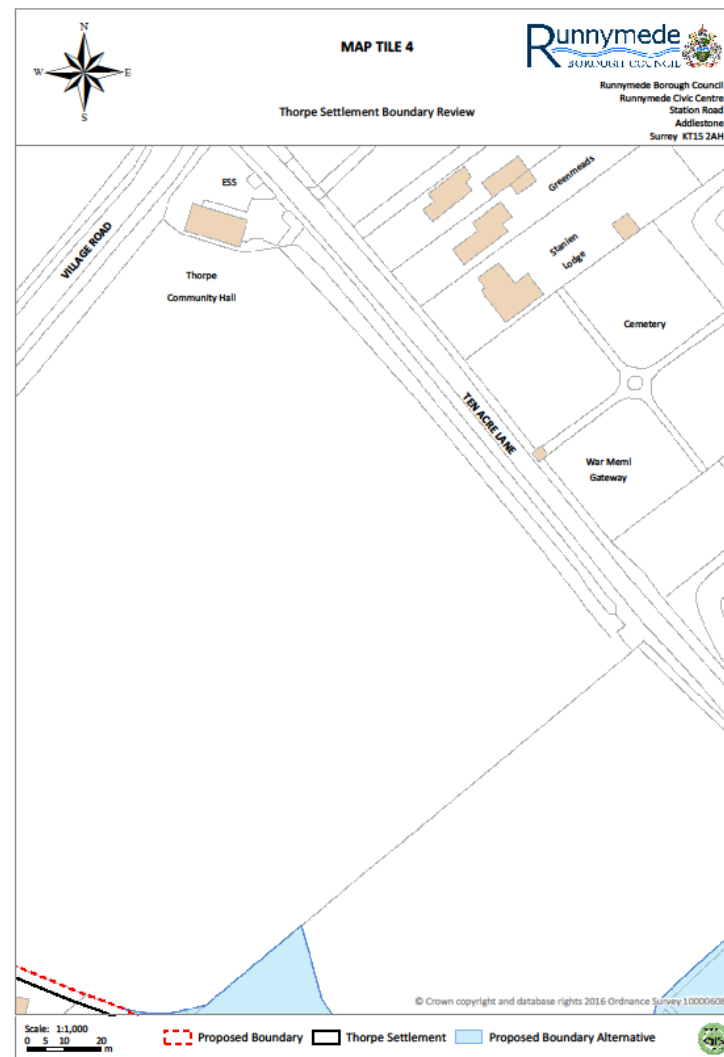 N
W E
S
MAP TILE 4
Thorpe Settlement Boundary Review
Runnymede
BOROUGH COUNCIL
Runnymede Borough Council
Runnymede Civic Centre
Station Road
Addlestone
Surrey KT15 2AH
ESS
VILLAGE ROAD
Thorpe
Community Hall
Greenmeads
Stanlen
Lodge
Cemetery
TEN ACRE LANE
War Meml
Gateway
© Crown copyright and database rights 2016 Ordnance Survey 10000608
Scale: 1:1,000
0 5 10 20
m
Proposed Boundary
Thorpe Settlement
Proposed Boundary Alternative